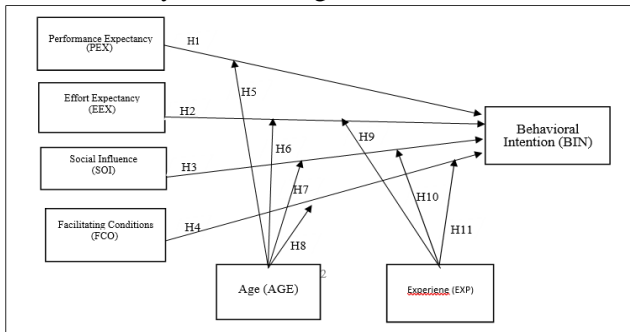 Performance Expectancy
(PEX)
H1
Effort Expectancy
(EEX)
H2
H5
Behavioral
Intention (BIN)
H9
H6
Social Influence
(SOI)
H3
H7
H10
Facilitating Conditions
(FCO)
H4
H11
H8
2
Age (AGE)
Experiene (EXP)